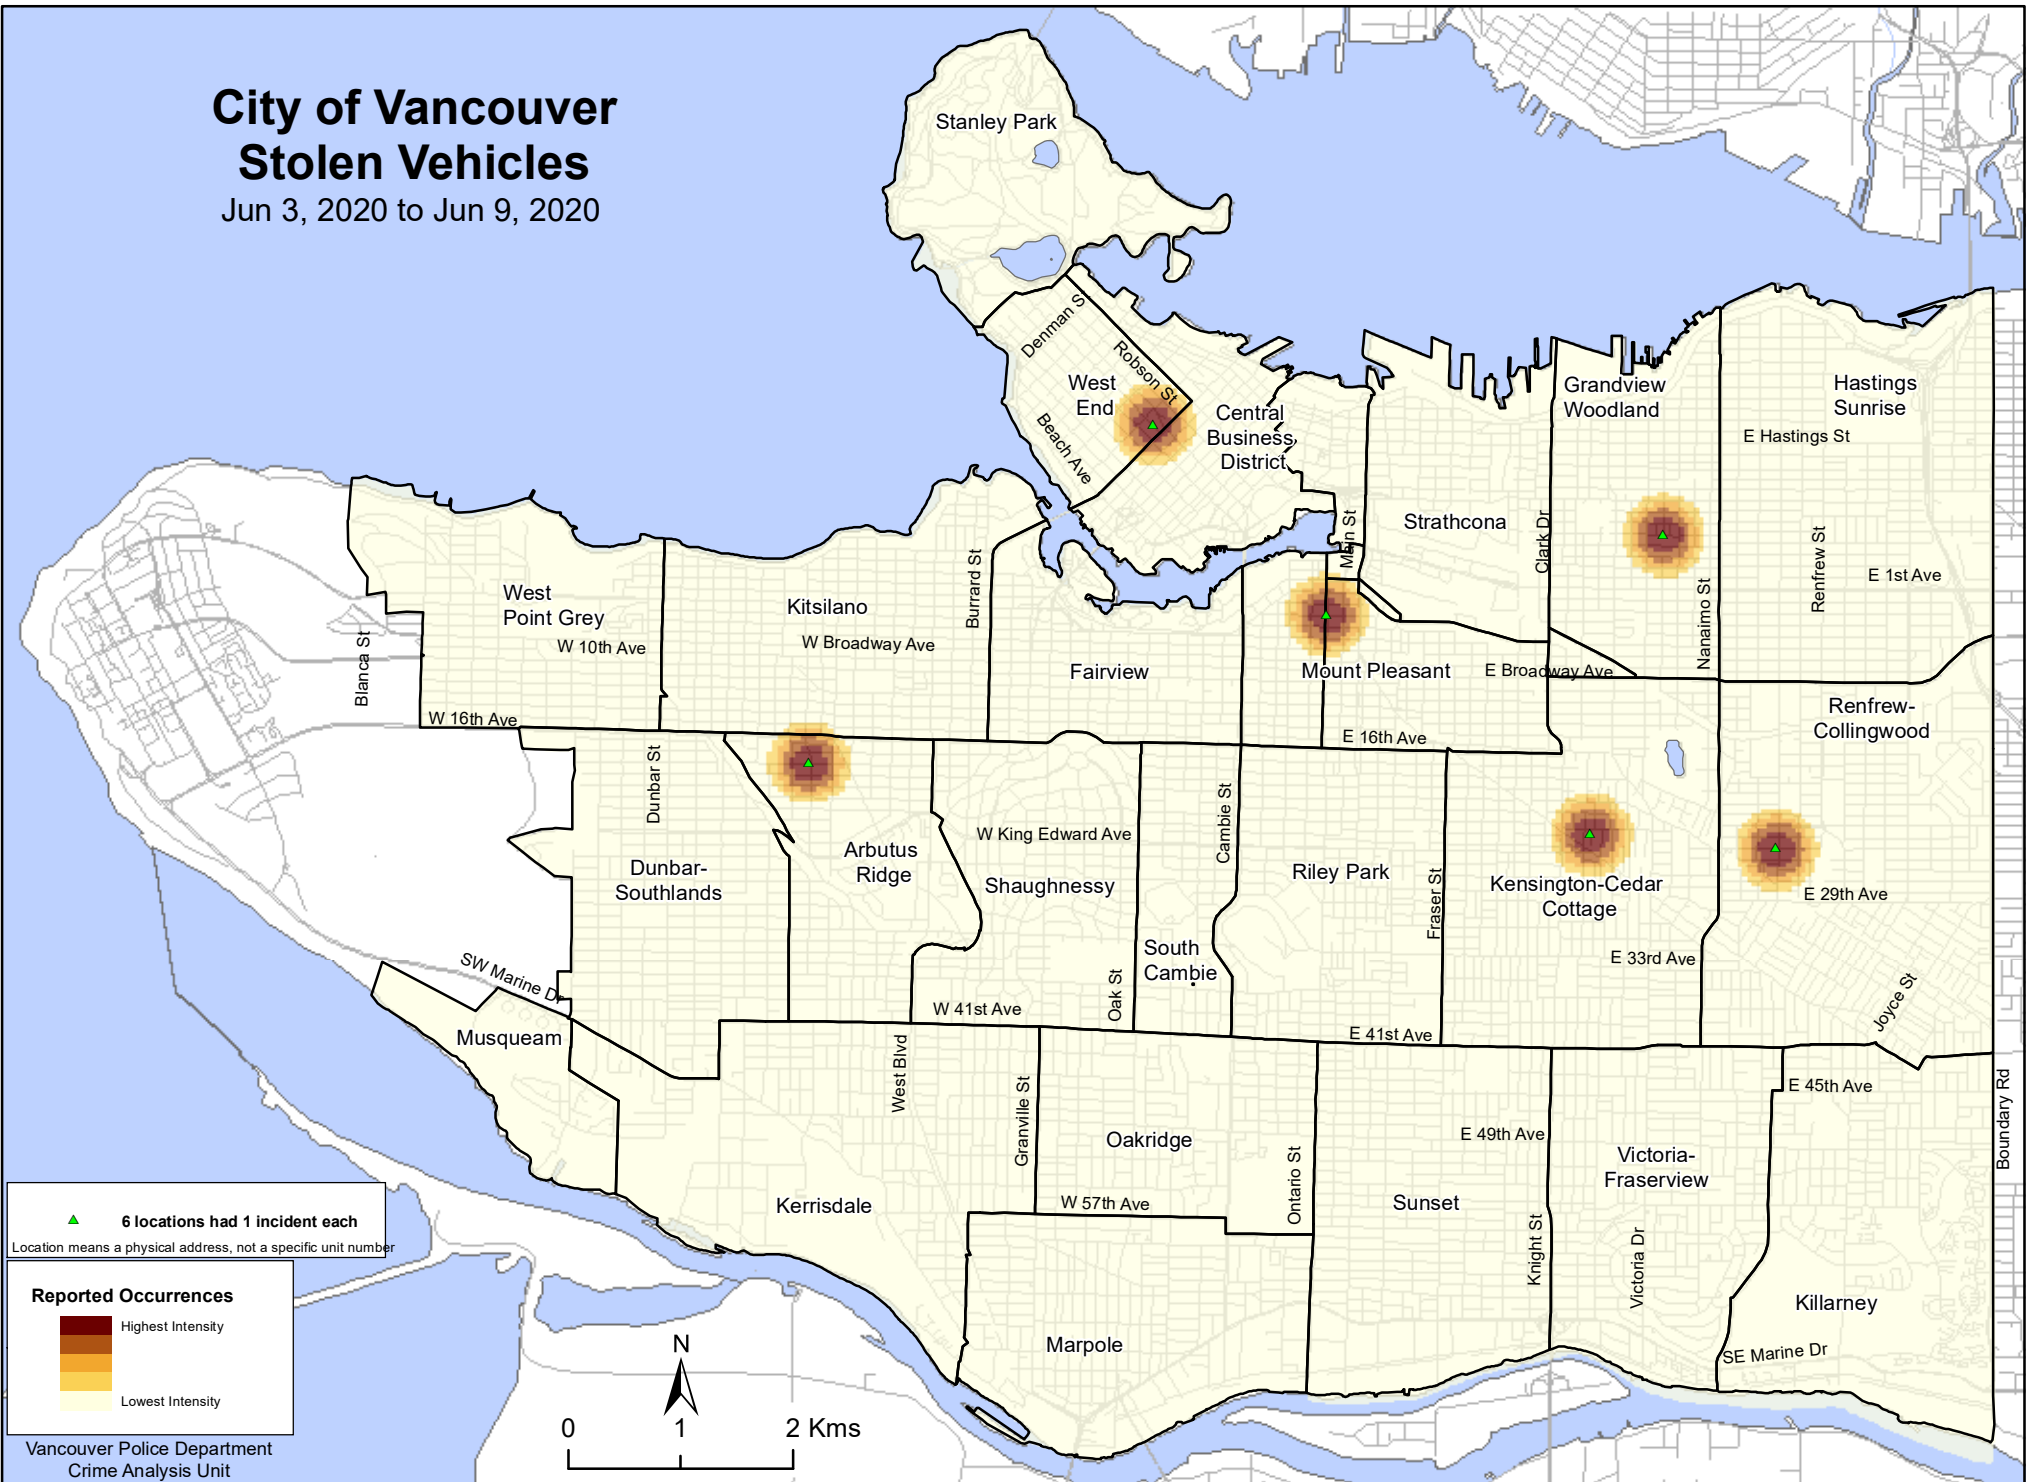 City of Vancouver
Stolen Vehicles
Jun 3, 2020 to Jun 9, 2020
Stanley Park
Denman S
Robson St
West
End
Beach Ave
Central
Business
District
Grandview
Woodland
Hastings
Sunrise
E Hastings St
Strathcona
Main St
Clark Dr
Nanaimo St
Renfrew St
E 1st Ave
West
Point Grey
W 10th Ave
Blanca St
Kitsilano
W Broadway Ave
Burrard St
Fairview
Mount Pleasant
E Broadway Ave
W 16th Ave
E 16th Ave
Renfrew-
Collingwood
Dunbar St
Cambie St
W King Edward Ave
Arbutus
Ridge
Dunbar-
Southlands
Shaughnessy
Riley Park
Fraser St
Kensington-Cedar
Cottage
E 29th Ave
South
Cambie
E 33rd Ave
SW Marine Dr
Oak St
W 41st Ave
Joyce St
Musqueam
E 41st Ave
West Blvd
Granville St
E 45th Ave
Boundary Rd
Oakridge
E 49th Ave
Ontario St
Victoria-
Fraserview
Kerrisdale
W 57th Ave
Sunset
Knight St
Victoria Dr
Killarney
Marpole
SE Marine Dr
6 locations had 1 incident each
Location means a physical address, not a specific unit number
Reported Occurrences
Highest Intensity
Lowest Intensity
Vancouver Police Department
Crime Analysis Unit
N
0 1 2 Kms